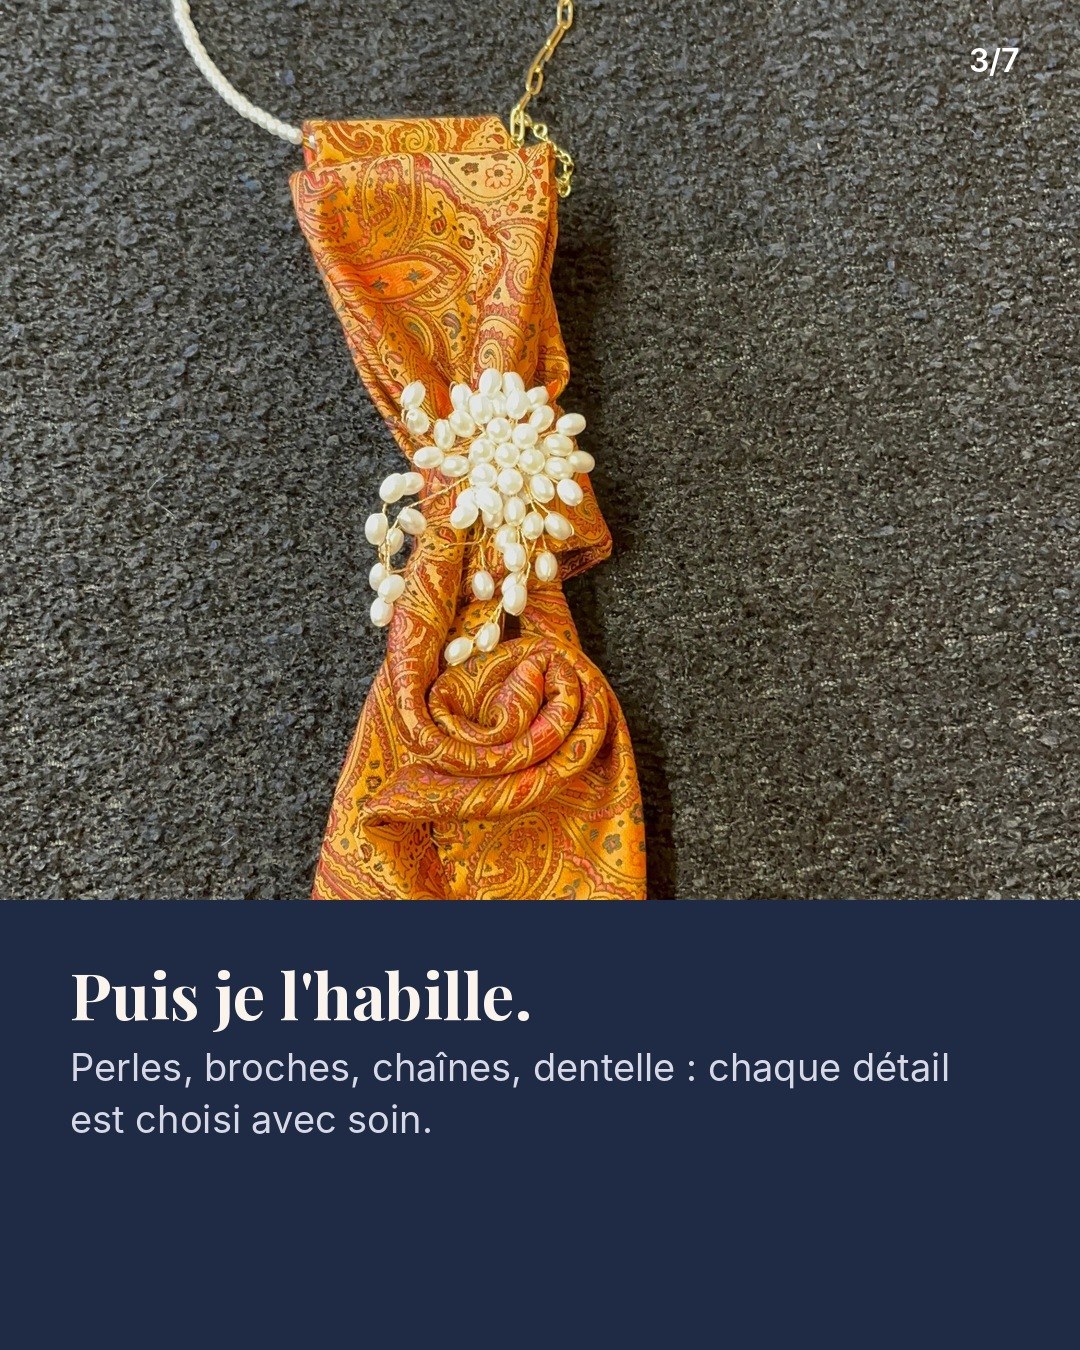 3/7
Puis je l'habille.
Perles, broches, chaînes, dentelle : chaque détail
est choisi avec soin.